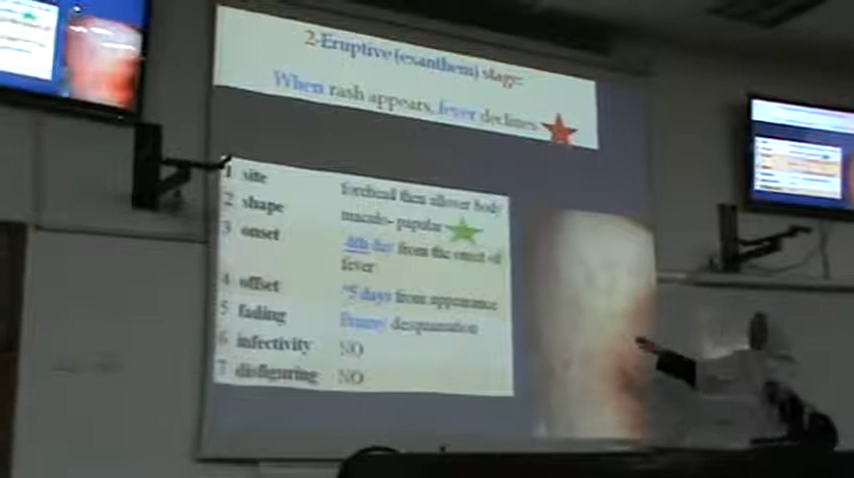 2-Eruptive (exanthem) stage:
When rash appears, fever declines
1 site forehead then allover body
2 shape maculo- papular
3 onset 4th day from the onset of
fever
4 offset *5 days from appearance
5 fading Branny desquamation
6 infectivity NO
7 disfiguring NO